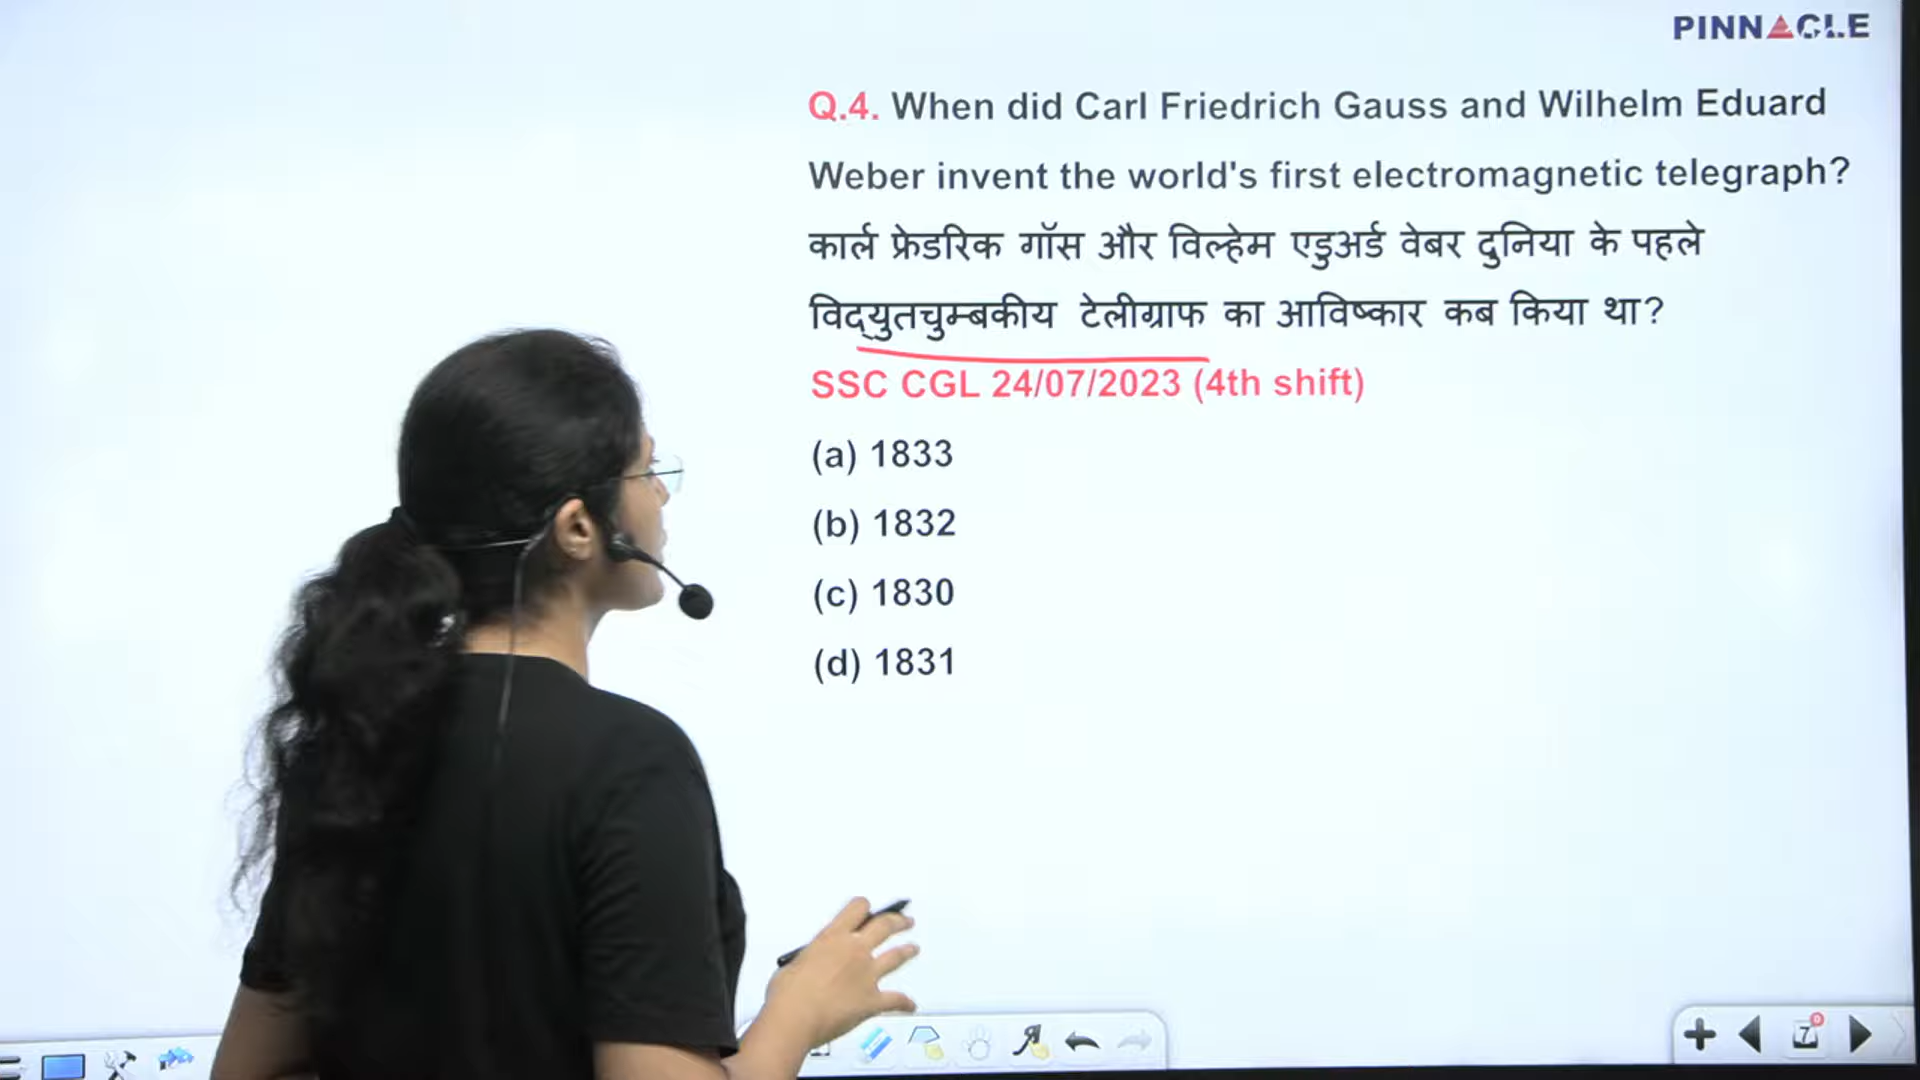 PINNACLE
Q.4. When did Carl Friedrich Gauss and Wilhelm Eduard
Weber invent the world's first electromagnetic telegraph?
कार्ल फ्रेडरिक गॉस और विल्हेम एडुअर्ड वेबर दुनिया के पहले
विद्युतचुम्बकीय टेलीग्राफ का आविष्कार कब किया था?
SSC CGL 24/07/2023 (4th shift)
(a) 1833
(b) 1832
(c) 1830
(d) 1831
7
0